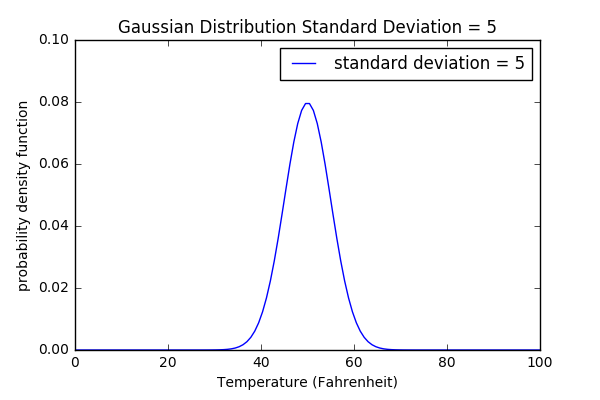 Gaussian Distribution Standard Deviation = 5
standard deviation = 5
probability density function
0.10
0.08
0.06
0.04
0.02
0.00
0 20 40 60 80 100
Temperature (Fahrenheit)